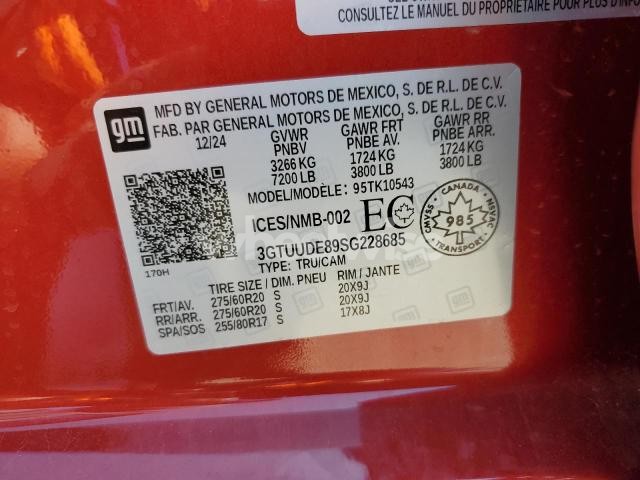 CONSULTEZ LE MANUEL DU PROPRIÉTAIRE POUR PLUS D'INFO
gm
MFD BY GENERAL MOTORS DE MEXICO, S. DE R.L. DE C.V.
FAB. PAR GENERAL MOTORS DE MEXICO, S. DE R.L. DE C.V.
12/24 GVWR GAWR FRT GAWR RR
PNBV PNBE AV. PNBE ARR.
3266 KG 1724 KG 1724 KG
7200 LB 3800 LB 3800 LB
MODEL/MODÈLE: 95TK10543
ICES/NMB-002 EC
CANADA
CMVSS 985 NSVAC
3GTUUDE89SG228685
170H TYPE: TRU/CAM
TIRE SIZE / DIM. PNEU RIM / JANTE
FRT/AV. 275/60R20 S 20X9J
RR/ARR. 275/60R20 S 20X9J
SPA/SOS 255/80R17 S 17X8J